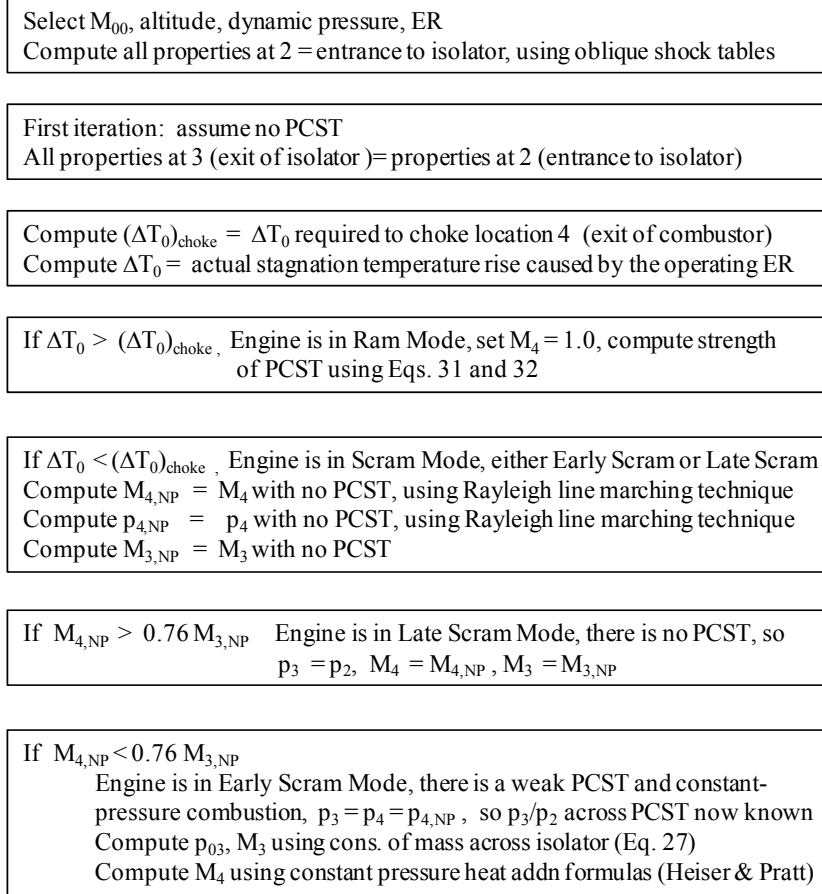 Select M₀₀, altitude, dynamic pressure, ER
Compute all properties at 2 = entrance to isolator, using oblique shock tables
First iteration: assume no PCST
All properties at 3 (exit of isolator )= properties at 2 (entrance to isolator)
Compute (ΔT₀)choke = ΔT₀ required to choke location 4 (exit of combustor)
Compute ΔT₀ = actual stagnation temperature rise caused by the operating ER
If ΔT₀ > (ΔT₀)choke , Engine is in Ram Mode, set M₄ = 1.0, compute strength
of PCST using Eqs. 31 and 32
If ΔT₀ < (ΔT₀)choke , Engine is in Scram Mode, either Early Scram or Late Scram
Compute M₄,NP = M₄ with no PCST, using Rayleigh line marching technique
Compute p₄,NP = p₄ with no PCST, using Rayleigh line marching technique
Compute M₃,NP = M₃ with no PCST
If M₄,NP > 0.76 M₃,NP Engine is in Late Scram Mode, there is no PCST, so
p₃ = p₂, M₄ = M₄,NP , M₃ = M₃,NP
If M₄,NP < 0.76 M₃,NP
Engine is in Early Scram Mode, there is a weak PCST and constant-
pressure combustion, p₃ = p₄ = p₄,NP , so p₃/p₂ across PCST now known
Compute p₀₃, M₃ using cons. of mass across isolator (Eq. 27)
Compute M₄ using constant pressure heat addn formulas (Heiser & Pratt)